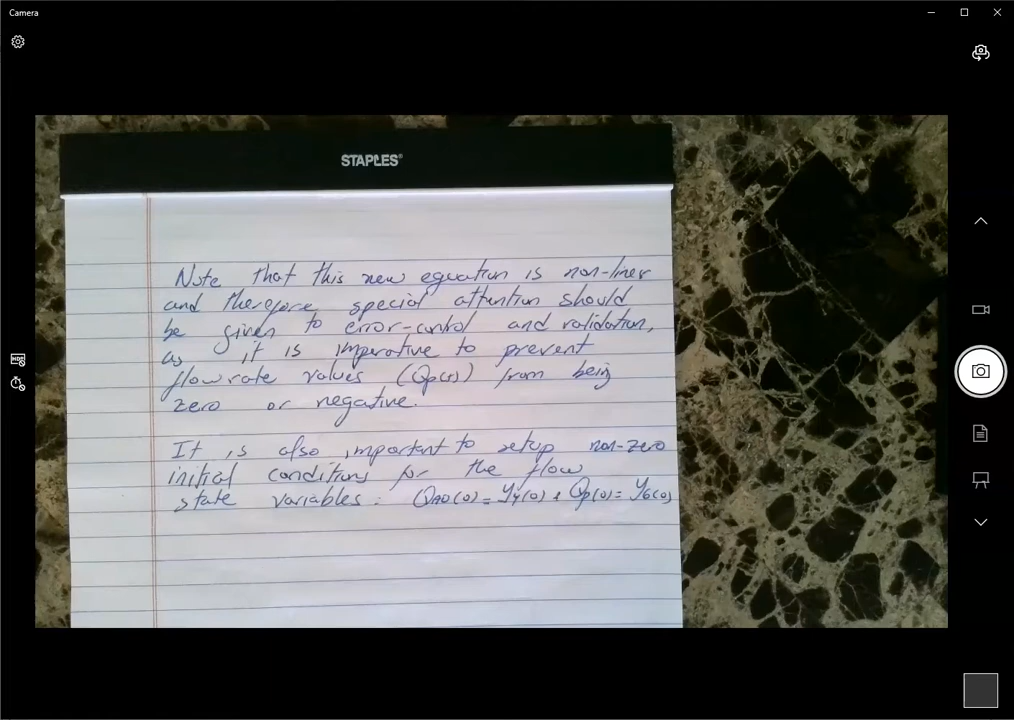 Camera
STAPLES®
Note that this new equation is non-liner
and therefore special attention should
be given to error-control and validation,
as it is imperative to prevent
flowrate values (Qp(t)) from being
zero or negative.
It is also important to setup non-zero
initial conditions for the flow
state variables: QAO(0)=Y4(0) & Qp(0)=Y6(0)